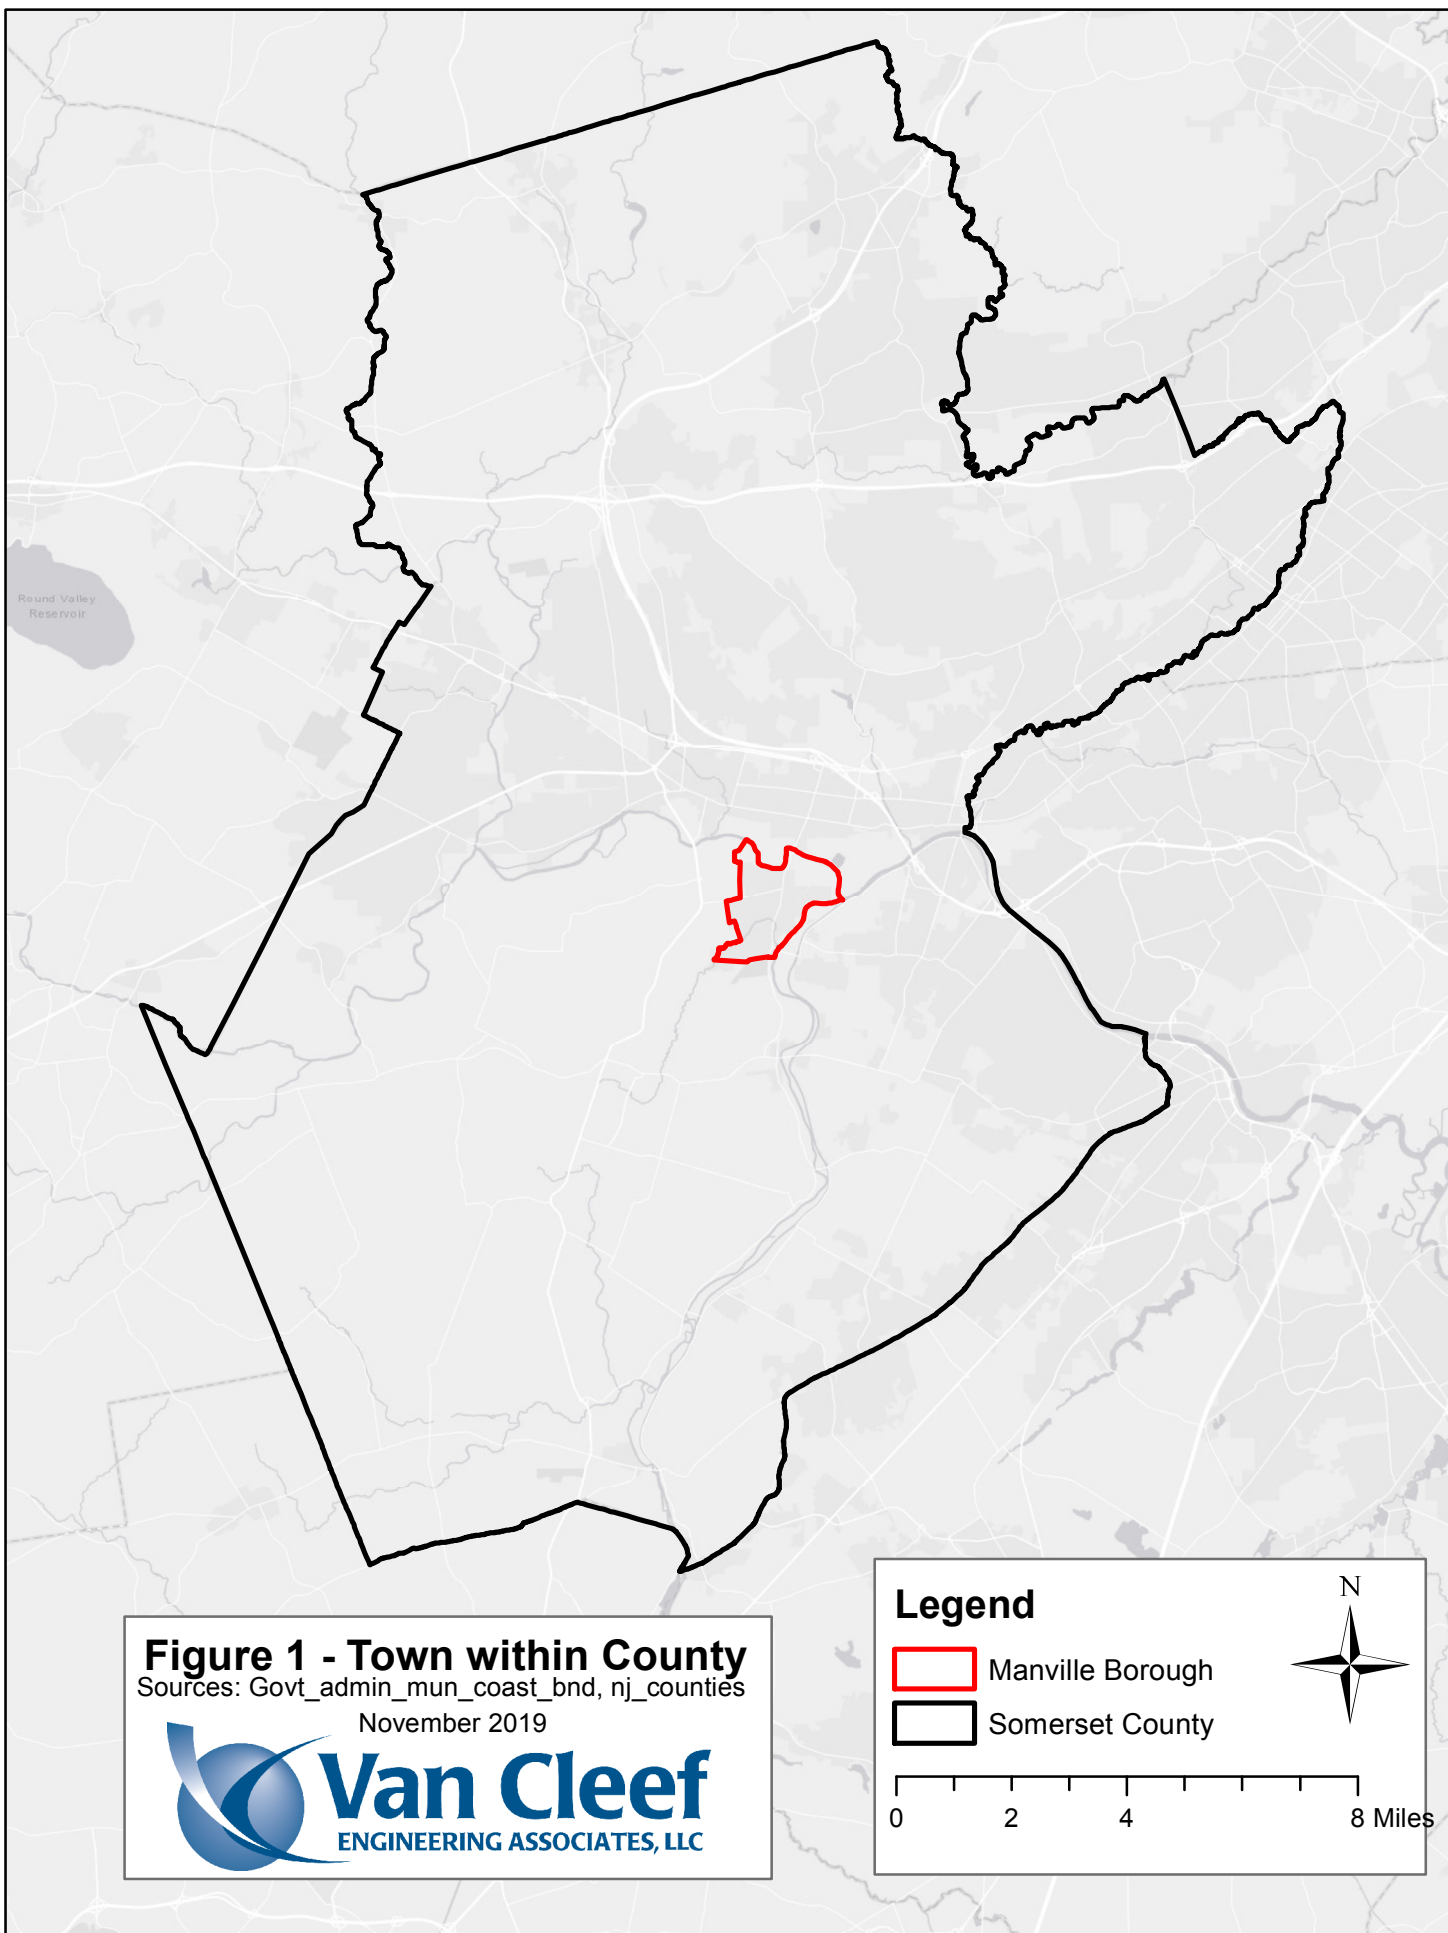 Round Valley
Reservoir
Figure 1 - Town within County
Sources: Govt_admin_mun_coast_bnd, nj_counties
November 2019
Van Cleef
ENGINEERING ASSOCIATES, LLC
Legend
N
Manville Borough
Somerset County
0 2 4 8 Miles